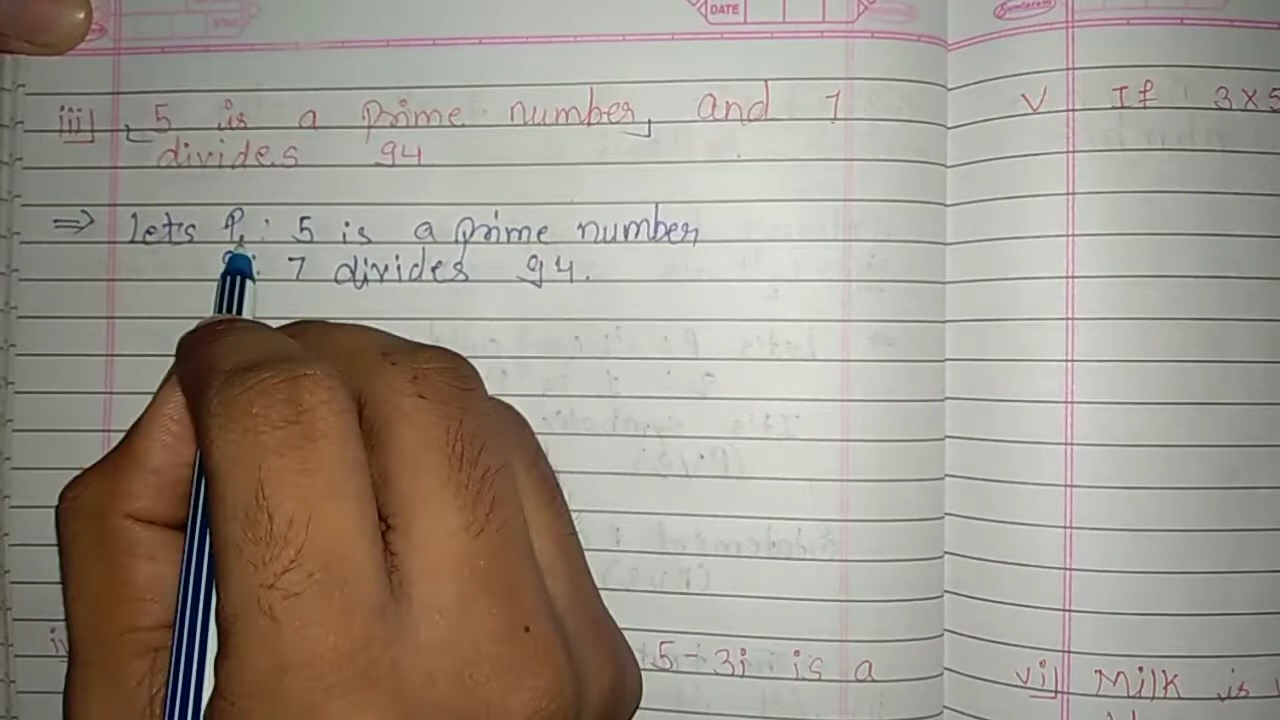 DATE
iii] 5 is a prime number, and 7
divides 94
⇒ Let's P: 5 is a prime number
: 7 divides 94.
5-3i is a
V If 3×5
vi] Milk is